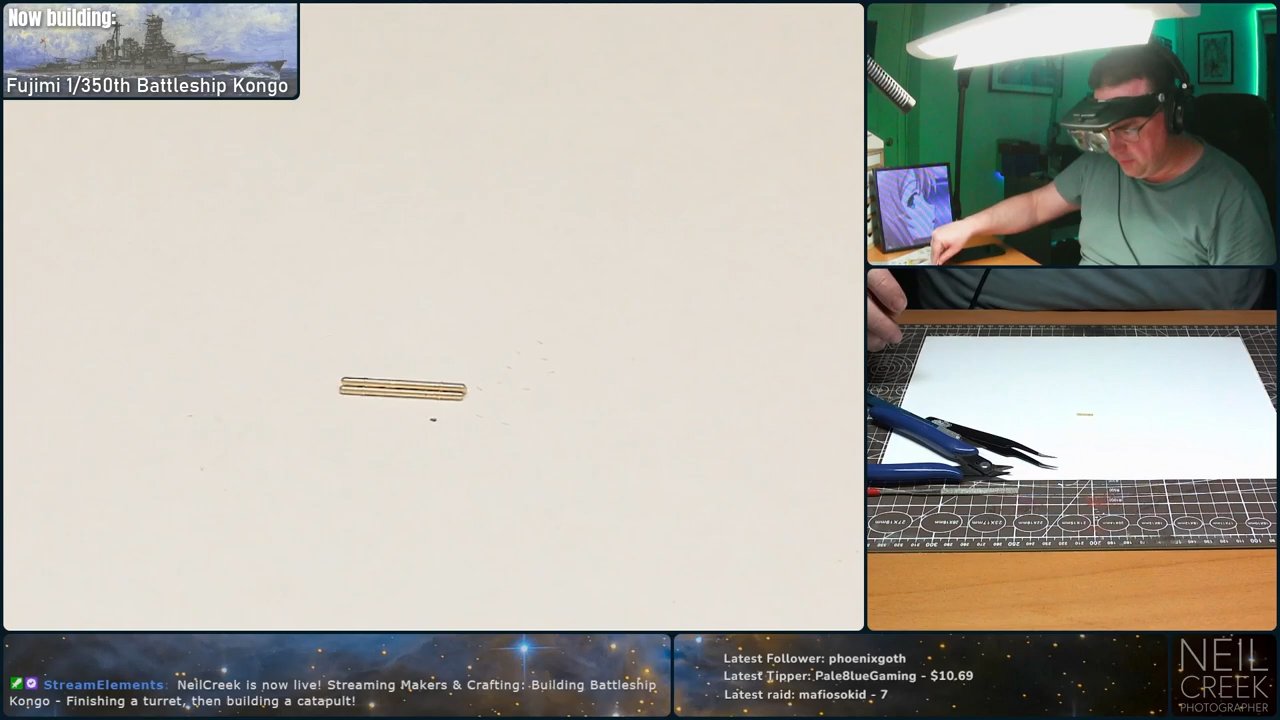 Now building:
Fujimi 1/350th Battleship Kongo
StreamElements: NeilCreek is now live! Streaming Makers & Crafting: Building Battleship
Kongo - Finishing a turret, then building a catapult!
Latest Follower: phoenixgoth
Latest Tipper: Pale8lueGaming - $10.69
Latest raid: mafiosokid - 7
NEIL
CREEK
PHOTOGRAPHER